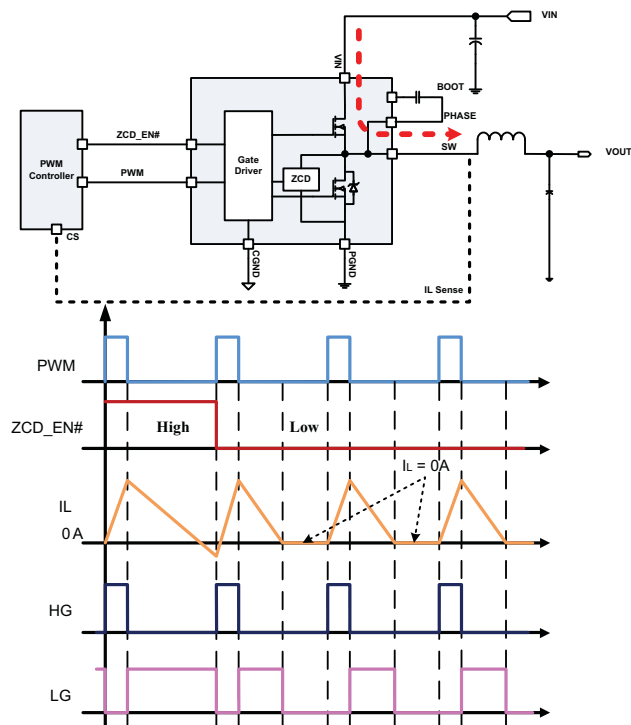 VIN
VIN
BOOT
PHASE
ZCD_EN#
SW
PWM
Controller
Gate
Driver
ZCD
VOUT
PWM
CS
CGND
PGND
IL Sense
PWM
ZCD_EN#
High
Low
IL = 0A
IL
0 A
HG
LG